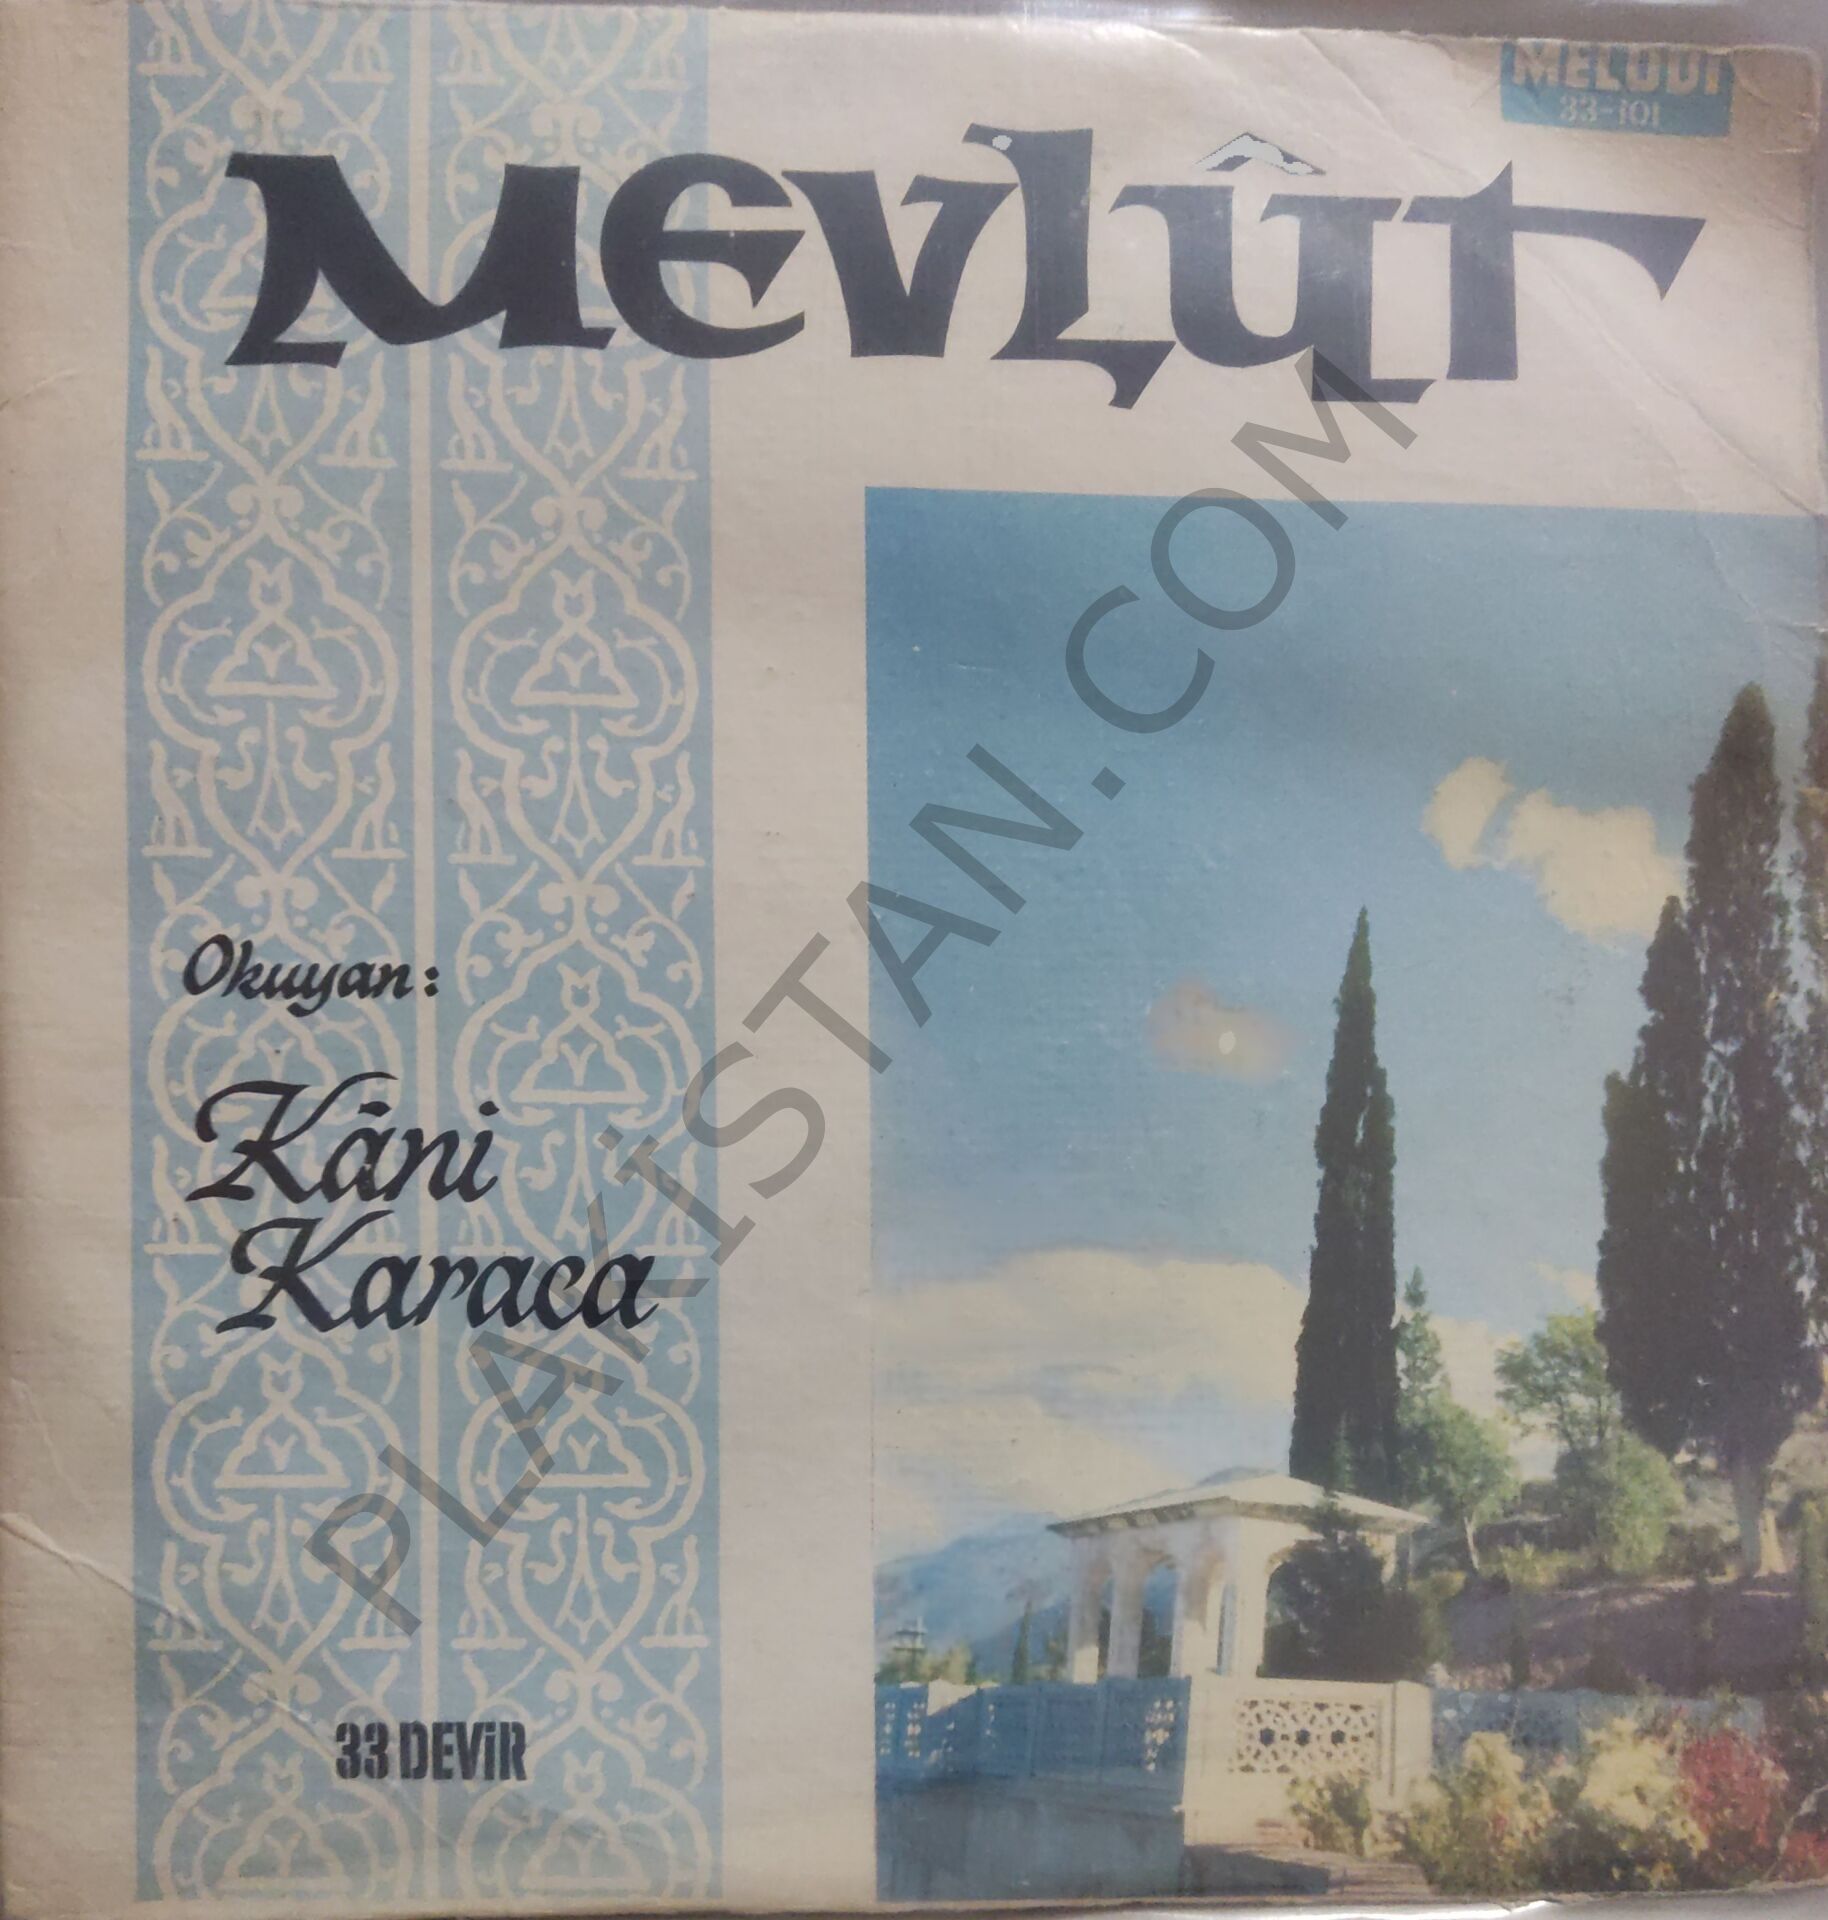 MELODİ
33-101
MEVLÛT
Okuyan:
Kâni
Karaca
33 DEVİR
PLAKİSTAN.COM